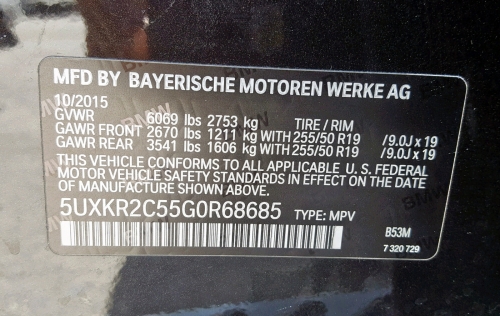 MFD BY BAYERISCHE MOTOREN WERKE AG
10/2015
GVWR 6069 lbs 2753 kg TIRE / RIM
GAWR FRONT 2670 lbs 1211 kg WITH 255/50 R19 /9.0J x 19
GAWR REAR 3541 lbs 1606 kg WITH 255/50 R19 /9.0J x 19
THIS VEHICLE CONFORMS TO ALL APPLICABLE U.S. FEDERAL
MOTOR VEHICLE SAFETY STANDARDS IN EFFECT ON THE
DATE OF MANUFACTURE SHOWN ABOVE.
5UXKR2C55G0R68685 TYPE: MPV
B53M
7 320 729